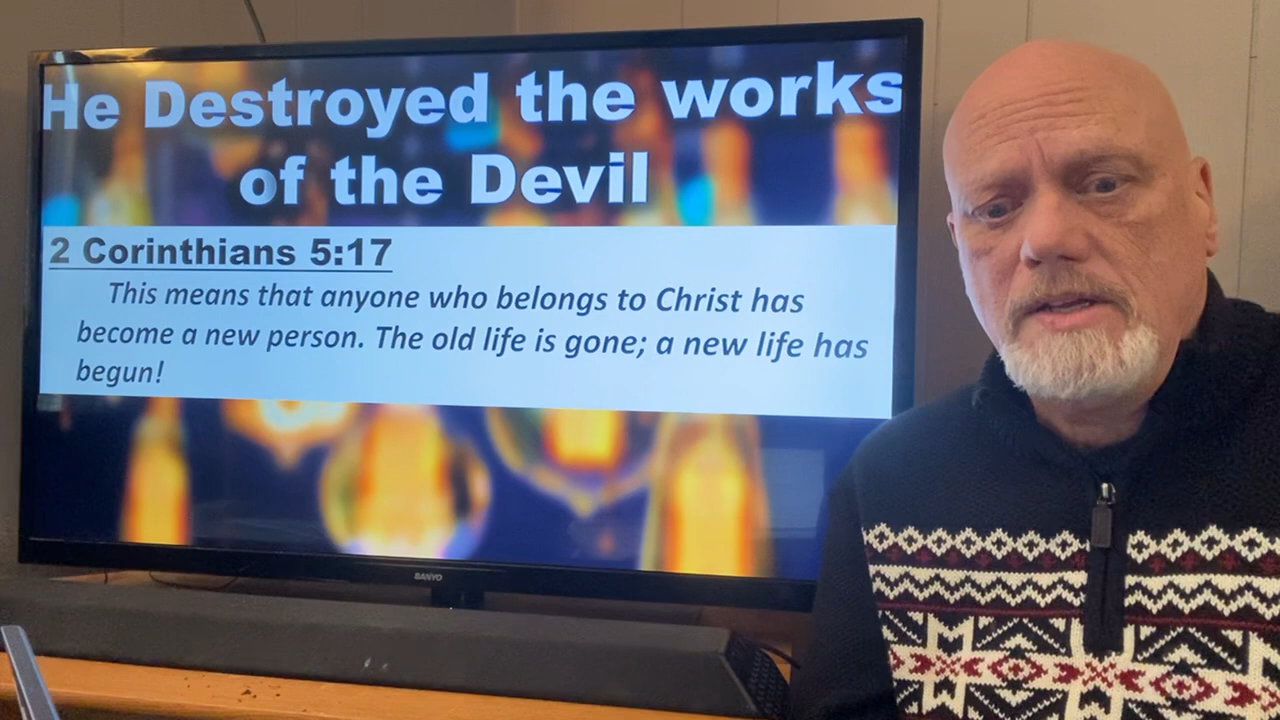 He Destroyed the works
of the Devil
2 Corinthians 5:17
This means that anyone who belongs to Christ has
become a new person. The old life is gone; a new life has
begun!
SANYO